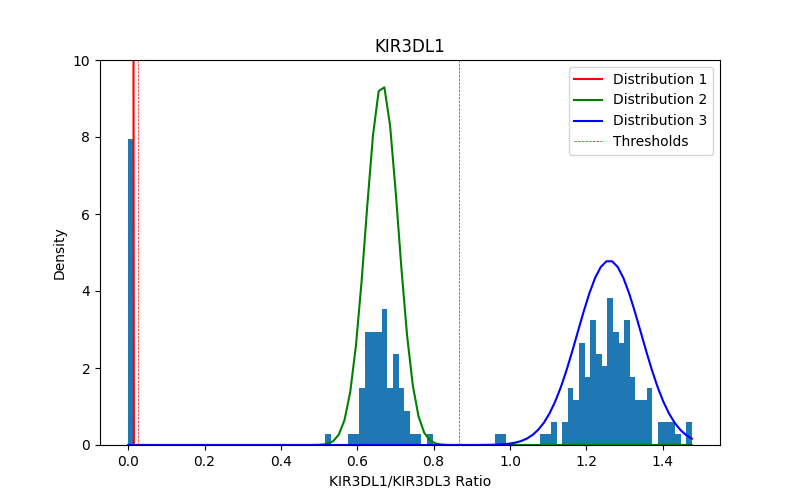 KIR3DL1
10
8
6
4
2
0
Density
Distribution 1
Distribution 2
Distribution 3
Thresholds
0.0 0.2 0.4 0.6 0.8 1.0 1.2 1.4
KIR3DL1/KIR3DL3 Ratio